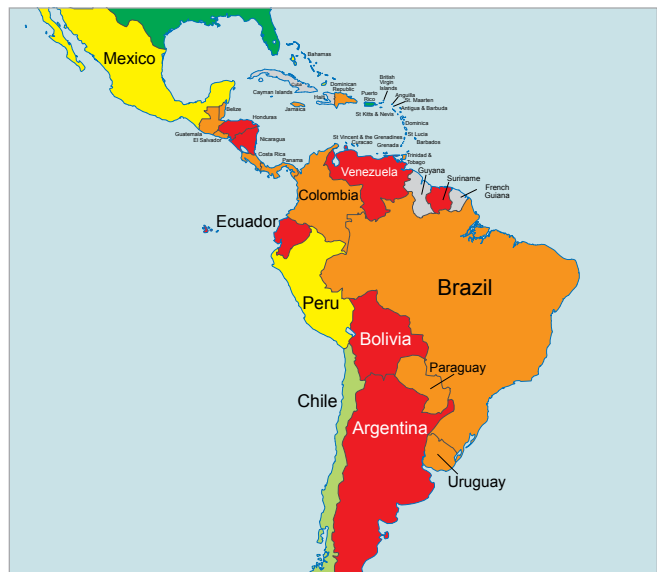 Mexico
Bahamas
Cuba
Cayman Islands
Haiti
Dominican
Republic
Jamaica
Puerto
Rico
British
Virgin
Islands
Anguilla
St. Maarten
Antigua & Barbuda
St Kitts & Nevis
Dominica
St Lucia
Barbados
St Vincent & the Grenadines
Curacao
Grenada
Trinidad &
Tobago
Belize
Honduras
Guatemala
El Salvador
Nicaragua
Costa Rica
Panama
Venezuela
Guyana
Suriname
French
Guiana
Colombia
Ecuador
Peru
Brazil
Bolivia
Paraguay
Chile
Argentina
Uruguay